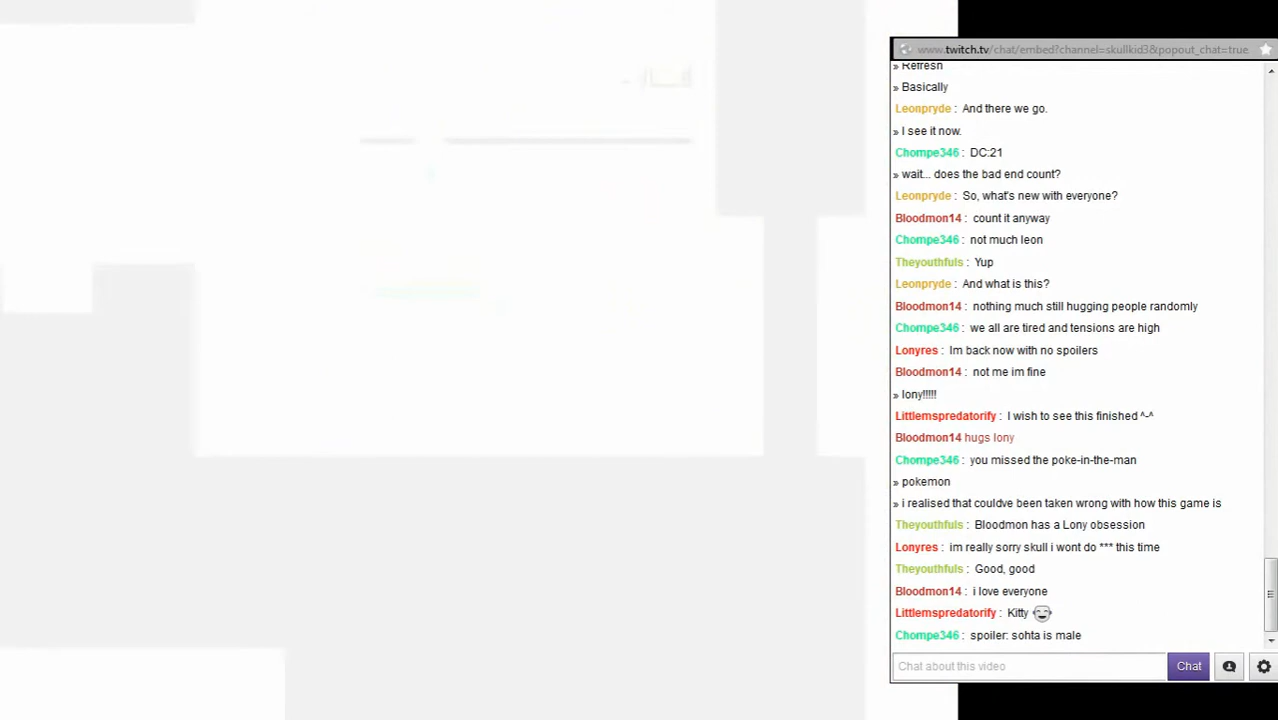 www.twitch.tv/chat/embed?channel=skullkid3&popout_chat=true
» Refresh
» Basically
Leonpryde : And there we go.
» I see it now.
Chompe346 : DC:21
» wait... does the bad end count?
Leonpryde : So, what's new with everyone?
Bloodmon14 : count it anyway
Chompe346 : not much leon
Theyouthfuls : Yup
Leonpryde : And what is this?
Bloodmon14 : nothing much still hugging people randomly
Chompe346 : we all are tired and tensions are high
Lonyres : Im back now with no spoilers
Bloodmon14 : not me im fine
» lony!!!!!
Littlemspredatorify : I wish to see this finished ^-^
Bloodmon14 hugs lony
Chompe346 : you missed the poke-in-the-man
» pokemon
» i realised that couldve been taken wrong with how this game is
Theyouthfuls : Bloodmon has a Lony obsession
Lonyres : im really sorry skull i wont do *** this time
Theyouthfuls : Good, good
Bloodmon14 : i love everyone
Littlemspredatorify : Kitty
Chompe346 : spoiler: sohta is male
Chat about this video Chat